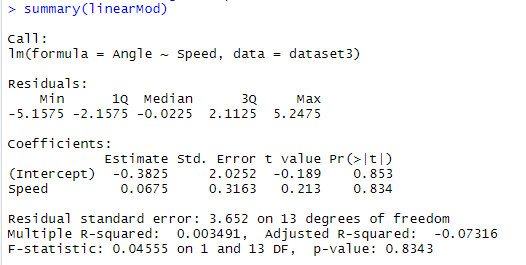 > summary(linearMod)
Call:
lm(formula = Angle ~ Speed, data = dataset3)
Residuals:
    Min      1Q  Median      3Q     Max
-5.1575 -2.1575 -0.0225  2.1125  5.2475
Coefficients:
            Estimate Std. Error t value Pr(>|t|)
(Intercept)  -0.3825     2.0252  -0.189    0.853
Speed         0.0675     0.3163   0.213    0.834
Residual standard error: 3.652 on 13 degrees of freedom
Multiple R-squared:  0.003491,  Adjusted R-squared:  -0.07316
F-statistic: 0.04555 on 1 and 13 DF,  p-value: 0.8343